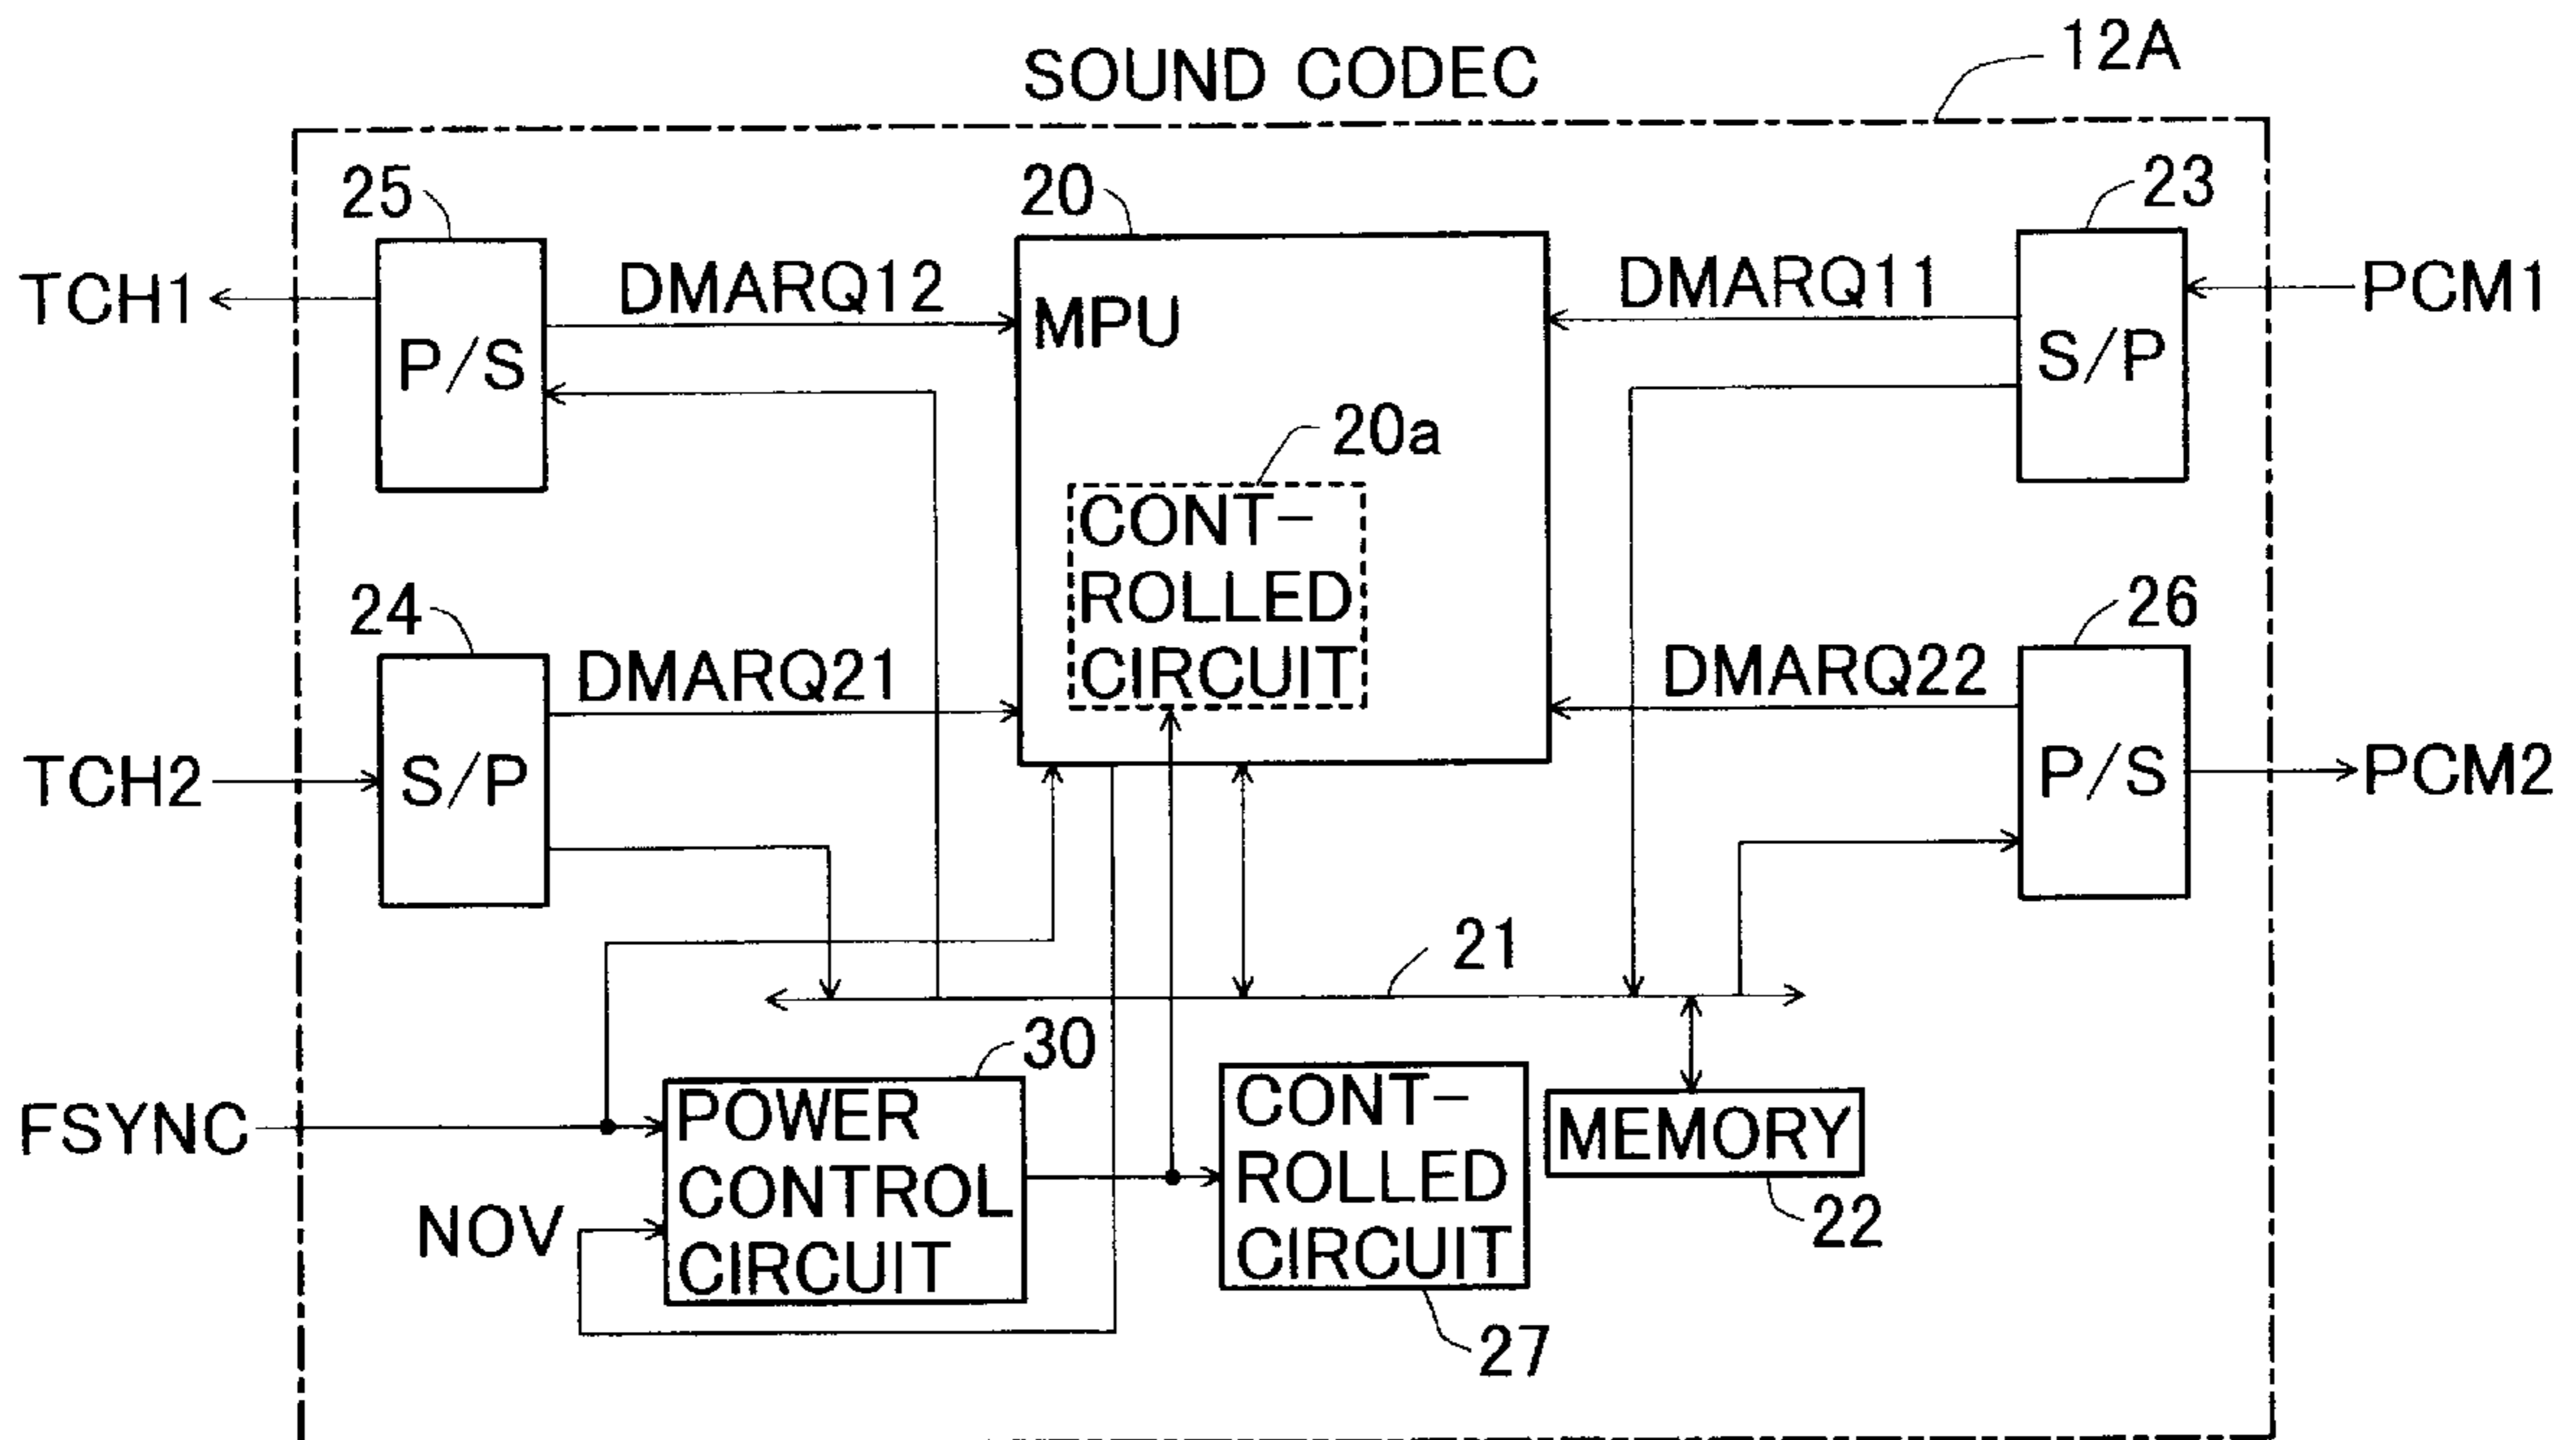 SOUND CODEC
12A
25
20
23
TCH1
DMARQ12
MPU
DMARQ11
PCM1
P/S
S/P
20a
CONT-
ROLLED
CIRCUIT
24
26
DMARQ21
DMARQ22
TCH2
S/P
P/S
PCM2
21
30
FSYNC
POWER
CONTROL
CIRCUIT
CONT-
ROLLED
CIRCUIT
MEMORY
NOV
22
27